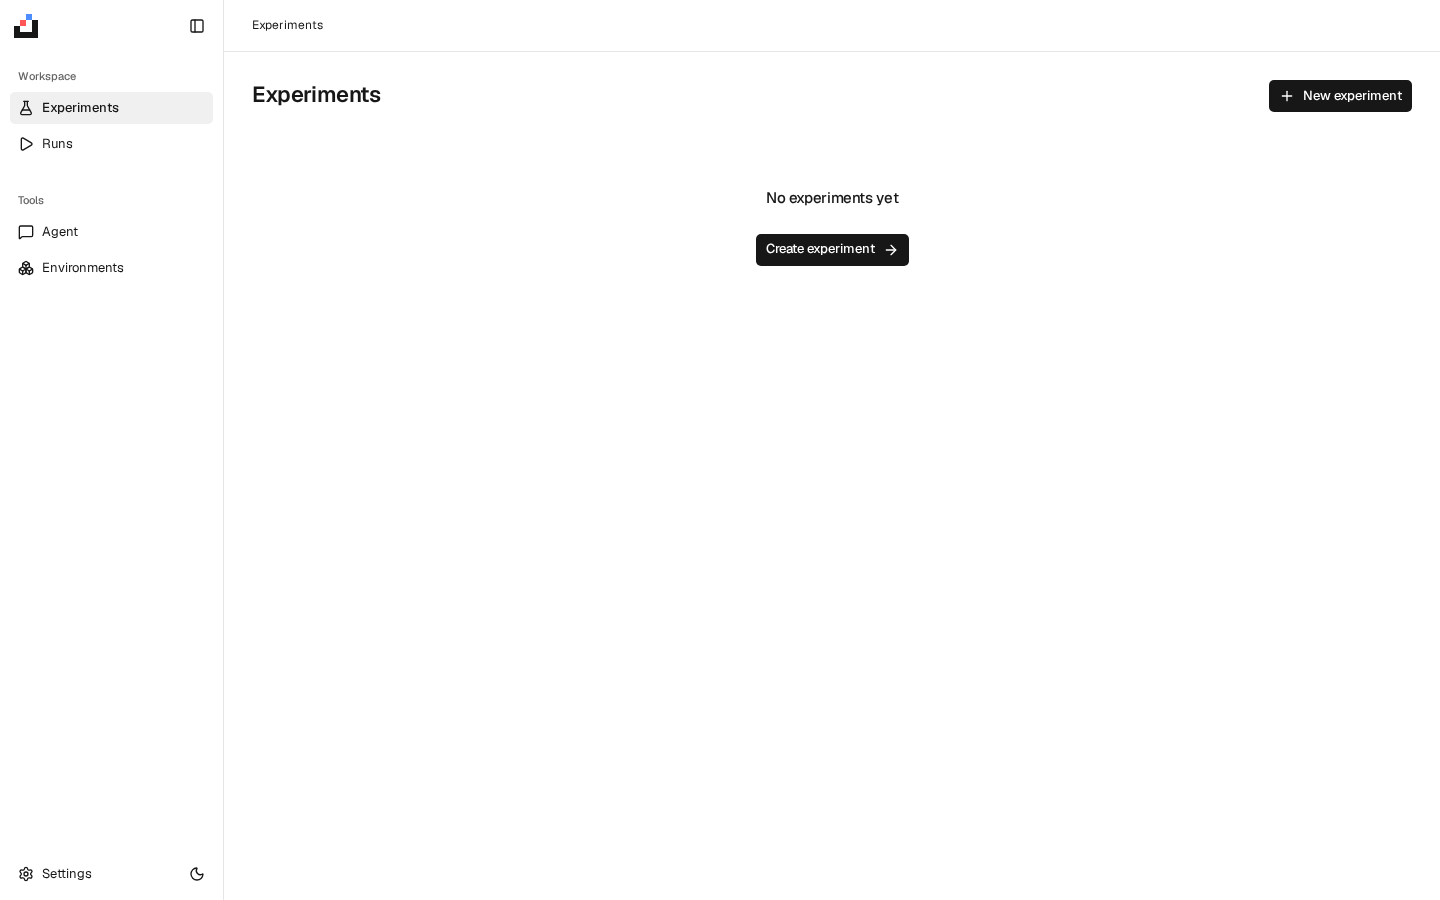 Experiments
Workspace
Experiments
Runs
Tools
Agent
Environments
Settings
Experiments
New experiment
No experiments yet
Create experiment